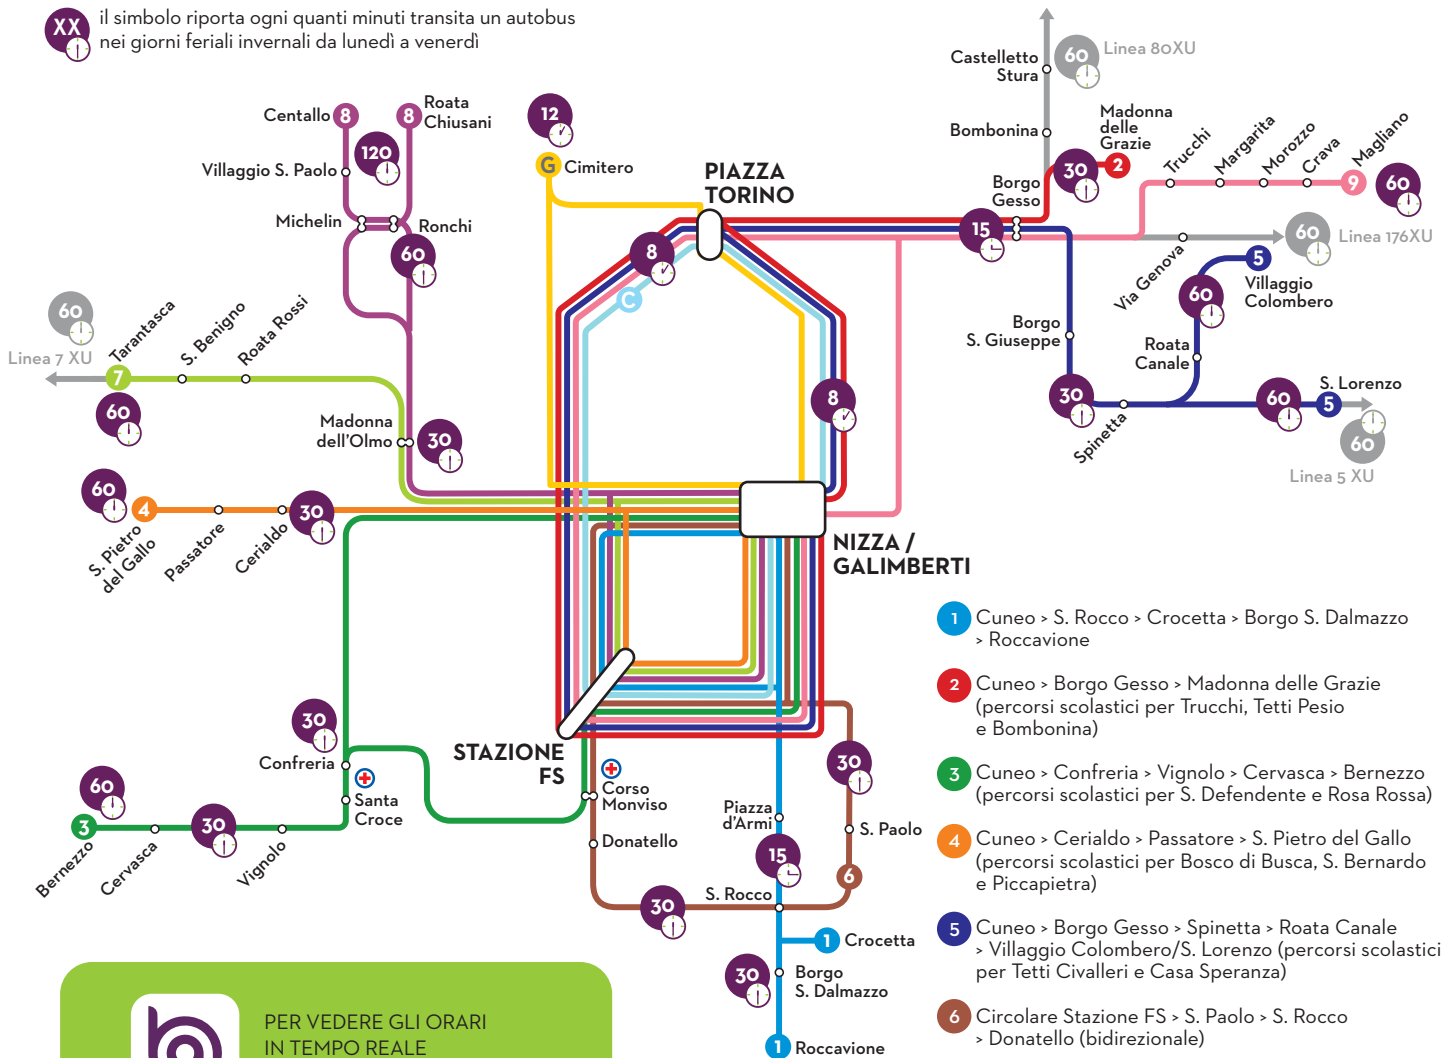 XX
il simbolo riporta ogni quanti minuti transita un autobus
nei giorni feriali invernali da lunedì a venerdì
Centallo
8
8
Roata
Chiusani
120
Villaggio S. Paolo
Michelin
Ronchi
60
12
G
Cimitero
PIAZZA
TORINO
8
C
Castelletto
Stura
60
Linea 80XU
Bombonina
Madonna
delle
Grazie
30
2
Borgo
Gesso
15
Trucchi
Margarita
Morozzo
Crava
Magliano
9
60
60
Linea 176XU
Via Genova
60
5
Villaggio
Colombero
Borgo
S. Giuseppe
Roata
Canale
30
Spinetta
60
S. Lorenzo
5
60
Linea 5 XU
60
Linea 7 XU
Tarantasca
7
60
S. Benigno
Roata Rossi
Madonna
dell'Olmo
30
8
60
4
S. Pietro
del Gallo
Passatore
Cerialdo
30
NIZZA /
GALIMBERTI
STAZIONE
FS
30
Confreria
Santa
Croce
60
3
Bernezzo
Cervasca
30
Vignolo
Corso
Monviso
Donatello
Piazza
d'Armi
30
S. Paolo
15
6
S. Rocco
30
1
Crocetta
30
Borgo
S. Dalmazzo
1
Roccavione
1 Cuneo > S. Rocco > Crocetta > Borgo S. Dalmazzo
> Roccavione
2 Cuneo > Borgo Gesso > Madonna delle Grazie
(percorsi scolastici per Trucchi, Tetti Pesio
e Bombonina)
3 Cuneo > Confreria > Vignolo > Cervasca > Bernezzo
(percorsi scolastici per S. Defendente e Rosa Rossa)
4 Cuneo > Cerialdo > Passatore > S. Pietro del Gallo
(percorsi scolastici per Bosco di Busca, S. Bernardo
e Piccapietra)
5 Cuneo > Borgo Gesso > Spinetta > Roata Canale
> Villaggio Colombero/S. Lorenzo (percorsi scolastici
per Tetti Civalleri e Casa Speranza)
6 Circolare Stazione FS > S. Paolo > S. Rocco
> Donatello (bidirezionale)
PER VEDERE GLI ORARI
IN TEMPO REALE